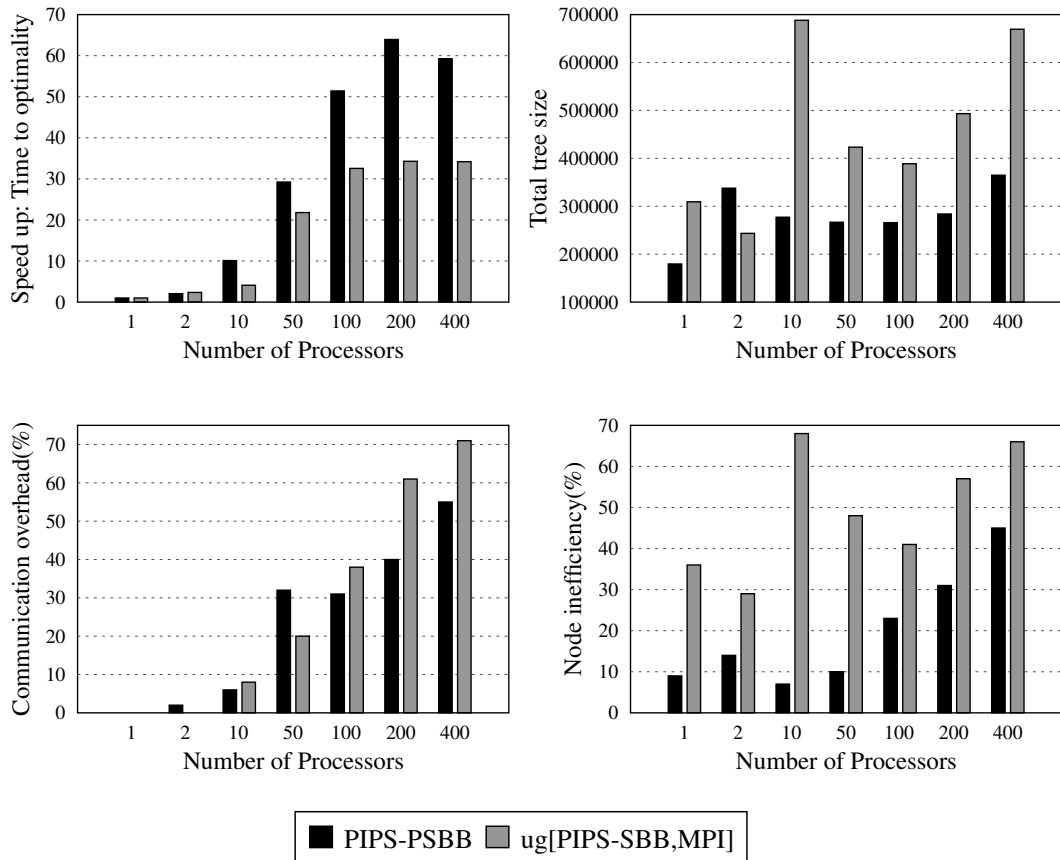 Speed up: Time to optimality
70
60
50
40
30
20
10
0
1 2 10 50 100 200 400
Number of Processors
Total tree size
700000
600000
500000
400000
300000
200000
100000
1 2 10 50 100 200 400
Number of Processors
Communication overhead(%)
70
60
50
40
30
20
10
0
1 2 10 50 100 200 400
Number of Processors
Node inefficiency(%)
70
60
50
40
30
20
10
0
1 2 10 50 100 200 400
Number of Processors
PIPS-PSBB ug[PIPS-SBB,MPI]